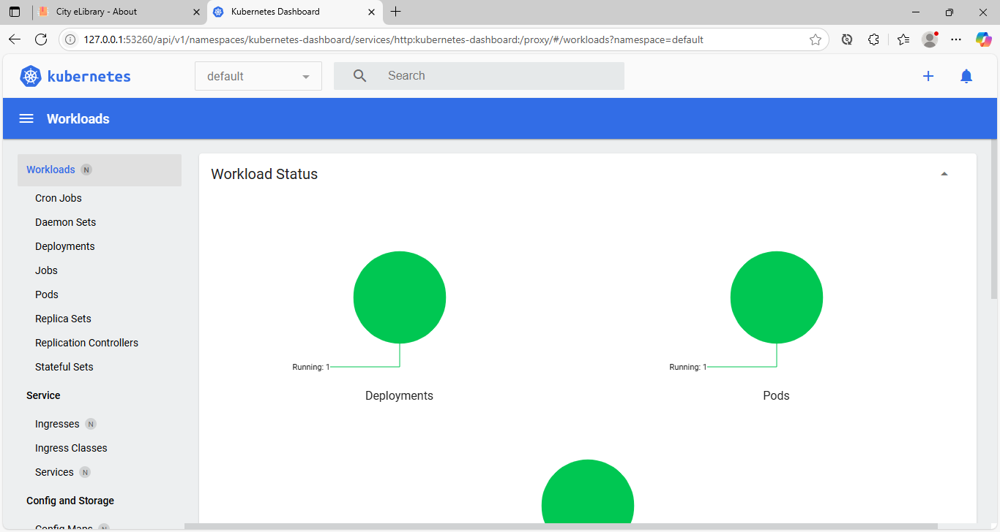 City eLibrary - About
Kubernetes Dashboard
127.0.0.1:53260/api/v1/namespaces/kubernetes-dashboard/services/http:kubernetes-dashboard:/proxy/#/workloads?namespace=default
kubernetes
default
Search
Workloads
Workloads N
Cron Jobs
Daemon Sets
Deployments
Jobs
Pods
Replica Sets
Replication Controllers
Stateful Sets
Service
Ingresses N
Ingress Classes
Services N
Config and Storage
Config Maps N
Workload Status
Running: 1
Deployments
Running: 1
Pods